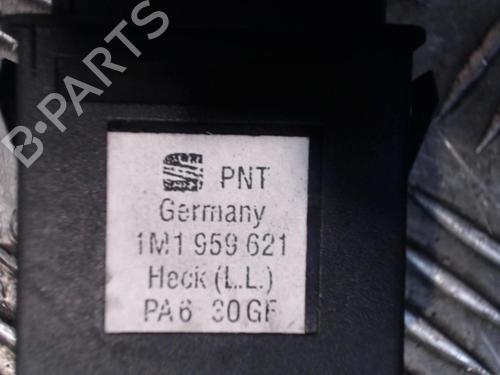 B-PARTS
PNT
Germany
1M1 959 621
Heck (L.L.)
PA6 30GF